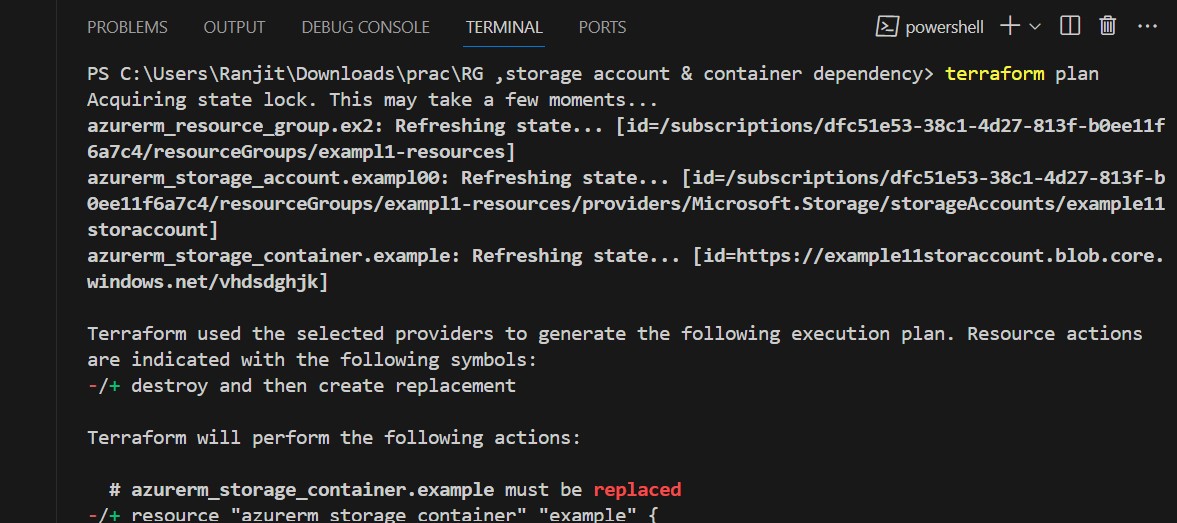 PROBLEMS OUTPUT DEBUG CONSOLE TERMINAL PORTS powershell
PS C:\Users\Ranjit\Downloads\prac\RG ,storage account & container dependency> terraform plan
Acquiring state lock. This may take a few moments...
azurerm_resource_group.ex2: Refreshing state... [id=/subscriptions/dfc51e53-38c1-4d27-813f-b0ee11f
6a7c4/resourceGroups/exampl1-resources]
azurerm_storage_account.exampl00: Refreshing state... [id=/subscriptions/dfc51e53-38c1-4d27-813f-b
0ee11f6a7c4/resourceGroups/exampl1-resources/providers/Microsoft.Storage/storageAccounts/example11
storaccount]
azurerm_storage_container.example: Refreshing state... [id=https://example11storaccount.blob.core.
windows.net/vhdsdghjk]
Terraform used the selected providers to generate the following execution plan. Resource actions
are indicated with the following symbols:
-/+ destroy and then create replacement
Terraform will perform the following actions:
# azurerm_storage_container.example must be replaced
-/+ resource "azurerm_storage_container" "example" {